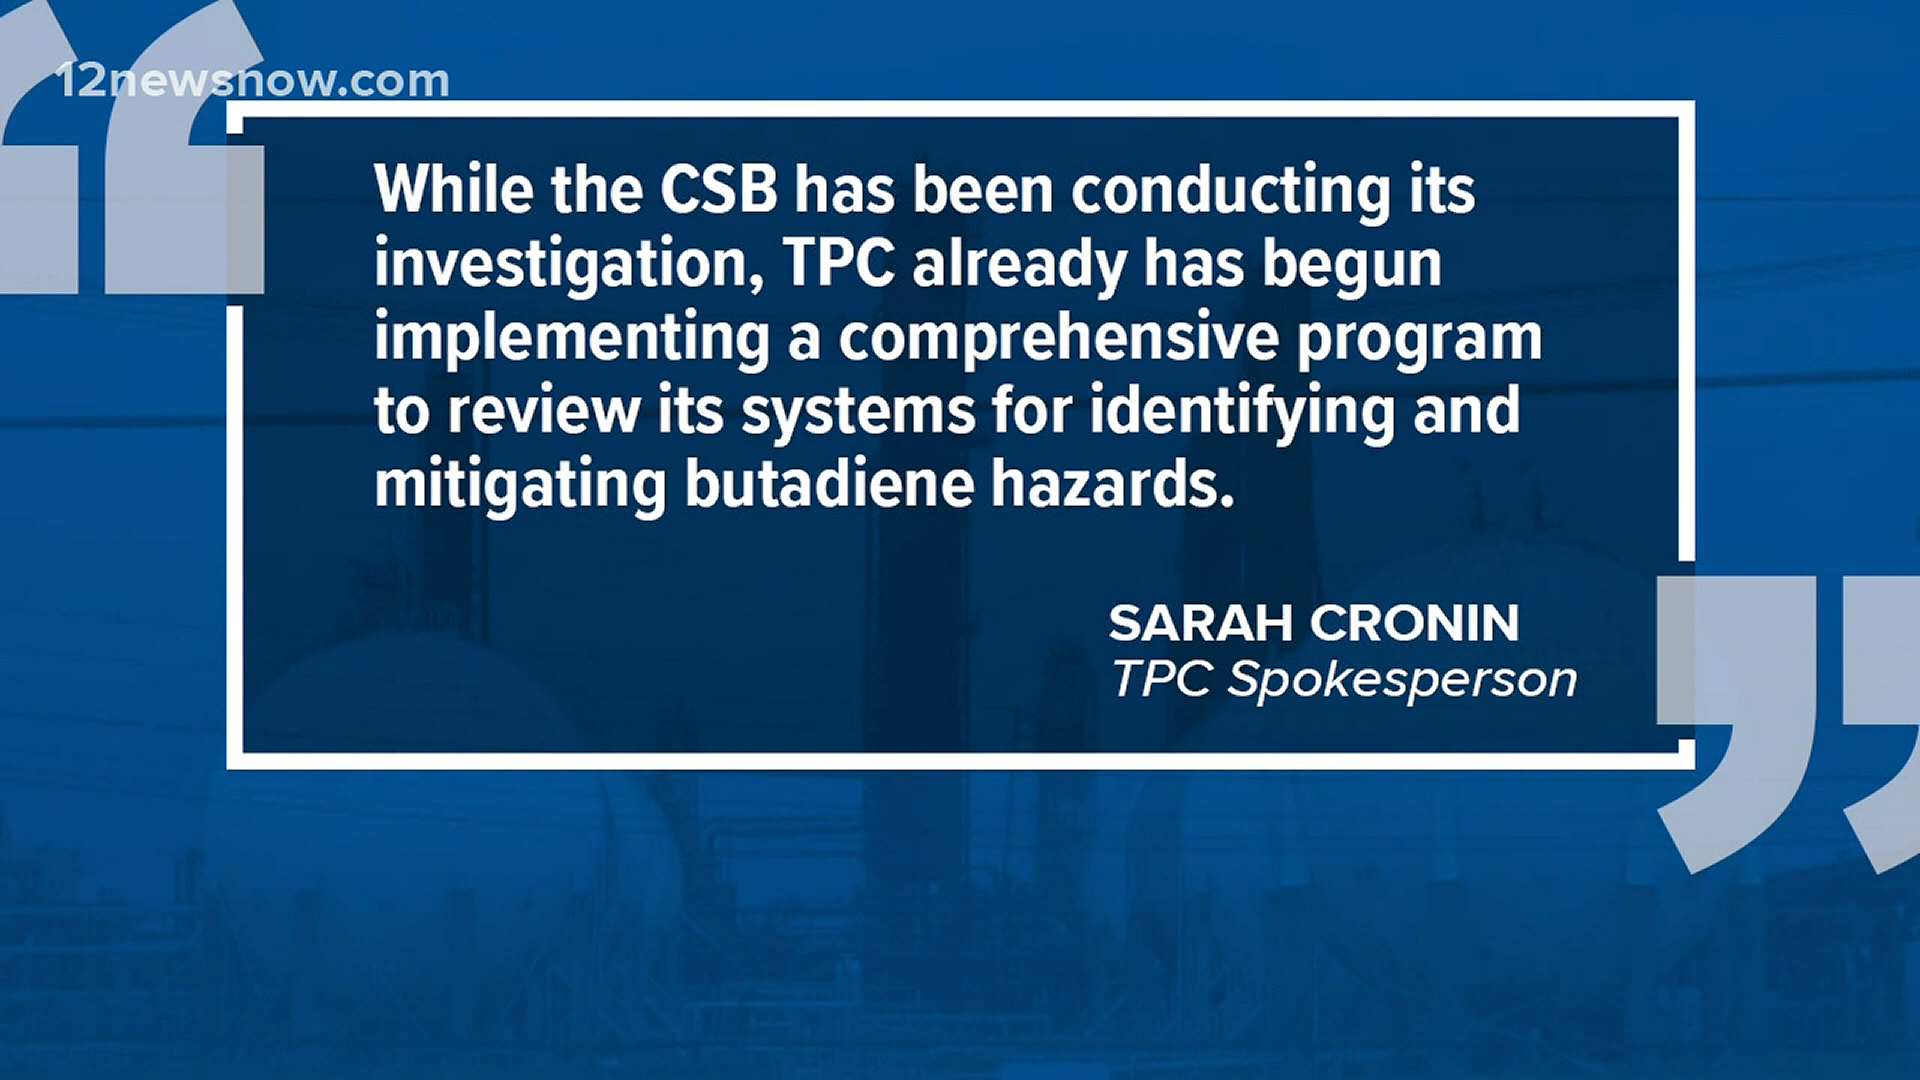 12newsnow.com
While the CSB has been conducting its
investigation, TPC already has begun
implementing a comprehensive program
to review its systems for identifying and
mitigating butadiene hazards.
SARAH CRONIN
TPC Spokesperson